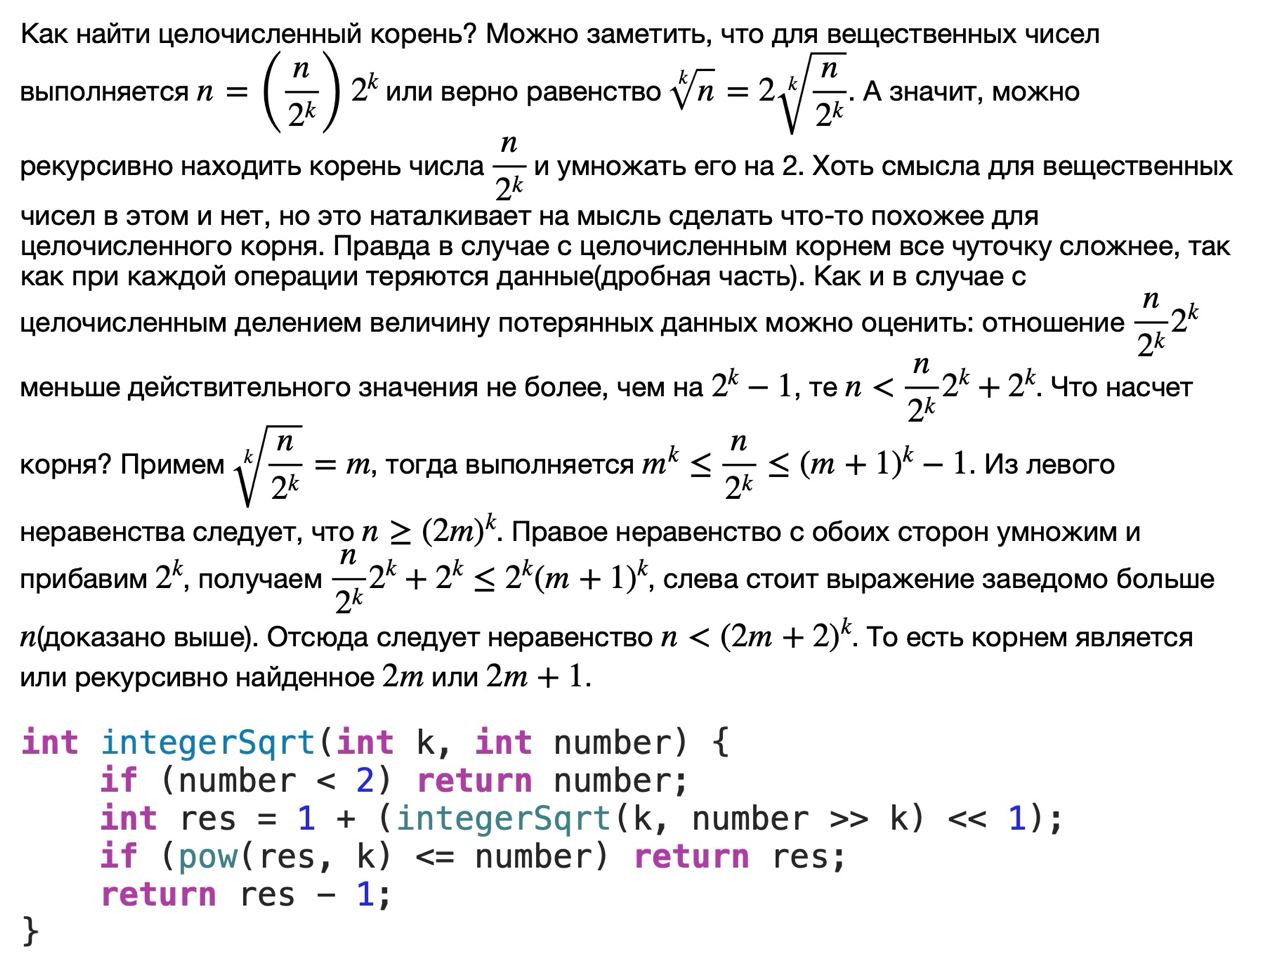 Как найти целочисленный корень? Можно заметить, что для вещественных чисел
выполняется $n = \left(\dfrac{n}{2^k}\right) 2^k$ или верно равенство $\sqrt[k]{n} = 2\sqrt[k]{\dfrac{n}{2^k}}$. А значит, можно
рекурсивно находить корень числа $\dfrac{n}{2^k}$ и умножать его на 2. Хоть смысла для вещественных
чисел в этом и нет, но это наталкивает на мысль сделать что-то похожее для
целочисленного корня. Правда в случае с целочисленным корнем все чуточку сложнее, так
как при каждой операции теряются данные(дробная часть). Как и в случае с
целочисленным делением величину потерянных данных можно оценить: отношение $\dfrac{n}{2^k}2^k$
меньше действительного значения не более, чем на $2^k - 1$, те $n < \dfrac{n}{2^k}2^k + 2^k$. Что насчет
корня? Примем $\sqrt[k]{\dfrac{n}{2^k}} = m$, тогда выполняется $m^k \leq \dfrac{n}{2^k} \leq (m + 1)^k - 1$. Из левого
неравенства следует, что $n \geq (2m)^k$. Правое неравенство с обоих сторон умножим и
прибавим $2^k$, получаем $\dfrac{n}{2^k}2^k + 2^k \leq 2^k(m + 1)^k$, слева стоит выражение заведомо больше
$n$(доказано выше). Отсюда следует неравенство $n < (2m + 2)^k$. То есть корнем является
или рекурсивно найденное $2m$ или $2m + 1$.
int integerSqrt(int k, int number) {
    if (number < 2) return number;
    int res = 1 + (integerSqrt(k, number >> k) << 1);
    if (pow(res, k) <= number) return res;
    return res - 1;
}